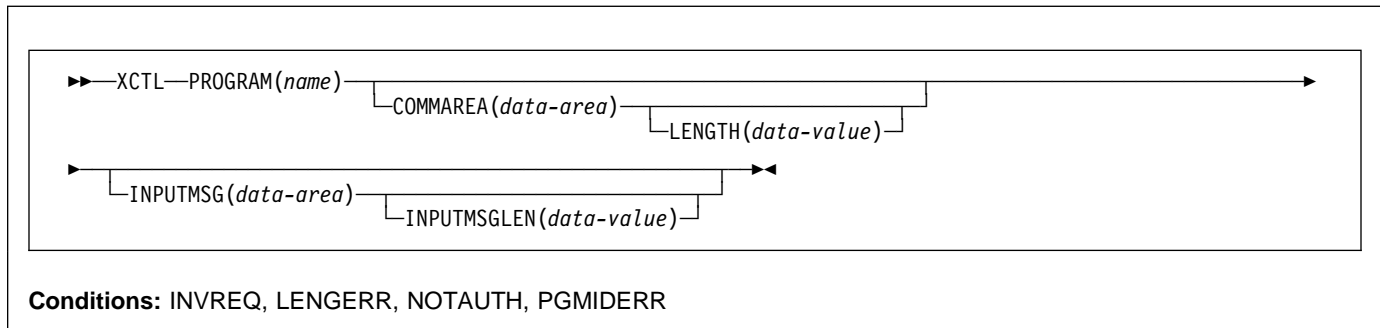 XCTL PROGRAM(name)
COMMAREA(data-area)
LENGTH(data-value)
INPUTMSG(data-area)
INPUTMSGLEN(data-value)
Conditions: INVREQ, LENGERR, NOTAUTH, PGMIDERR